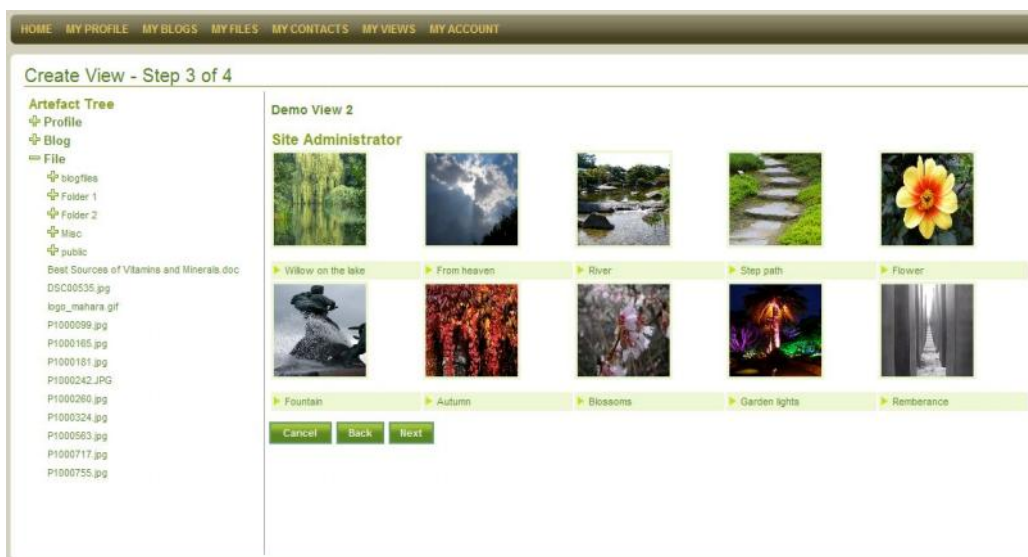 HOME MY PROFILE MY BLOGS MY FILES MY CONTACTS MY VIEWS MY ACCOUNT
Create View - Step 3 of 4
Artefact Tree
Profile
Blog
File
blogfiles
Folder 1
Folder 2
Misc
public
Best Sources of Vitamins and Minerals.doc
DSC00535.jpg
logo_mahara.gif
P1000099.jpg
P1000165.jpg
P1000181.jpg
P1000242.JPG
P1000260.jpg
P1000324.jpg
P1000563.jpg
P1000717.jpg
P1000755.jpg
Demo View 2
Site Administrator
Willow on the lake From heaven River Step path Flower
Fountain Autumn Blossoms Garden lights Remberance
Cancel Back Next